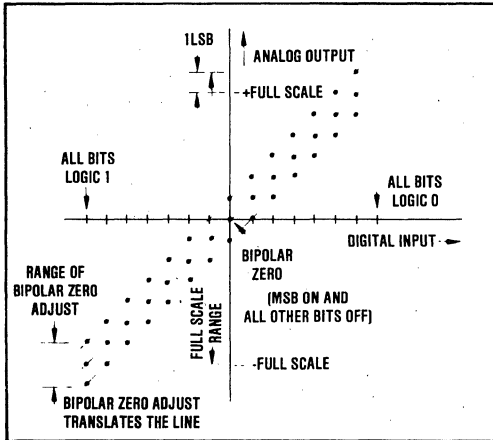 1LSB
ANALOG OUTPUT
+FULL SCALE
ALL BITS
LOGIC 1
ALL BITS
LOGIC 0
DIGITAL INPUT
BIPOLAR
ZERO
(MSB ON AND
ALL OTHER BITS OFF)
RANGE OF
BIPOLAR ZERO
ADJUST
FULL SCALE
RANGE
-FULL SCALE
BIPOLAR ZERO ADJUST
TRANSLATES THE LINE